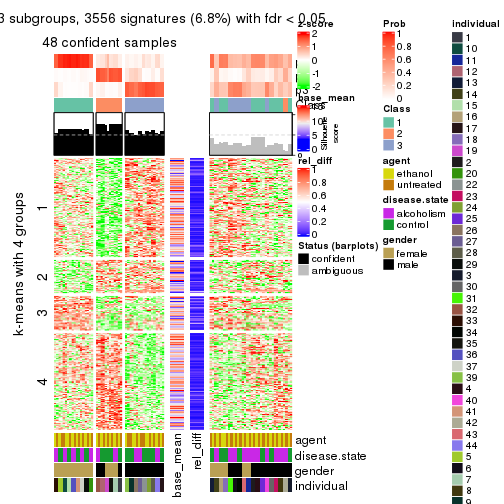 3 subgroups, 3556 signatures (6.8%) with fdr < 0.05
48 confident samples
p3
Class
Silhouette
score
k-means with 4 groups
1
2
3
4
base_mean
rel_diff
agent
disease.state
gender
individual
z-score
2
1
0
-1
-2
base_mean
15
10
5
0
rel_diff
1
0.8
0.6
0.4
0.2
0
Status (barplots)
confident
ambiguous
Prob
1
0.8
0.6
0.4
0.2
0
Class
1
2
3
agent
ethanol
untreated
disease.state
alcoholism
control
gender
female
male
individual
1
10
11
12
13
14
15
16
17
18
19
2
20
22
23
24
25
26
27
28
29
3
30
31
32
33
34
35
36
37
39
4
40
41
42
43
44
5
6
7
8
9